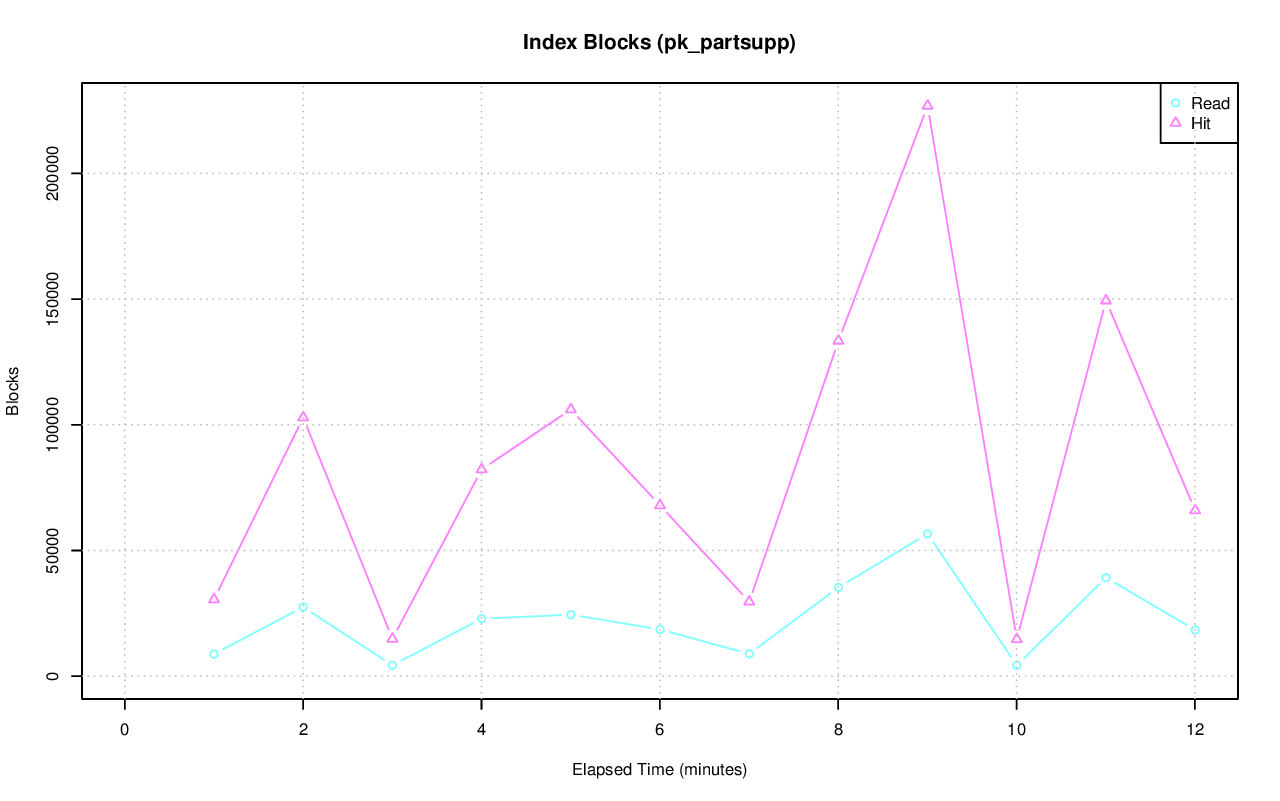 Index Blocks (pk_partsupp)
Read
Hit
Blocks
200000
150000
100000
50000
0
0 2 4 6 8 10 12
Elapsed Time (minutes)